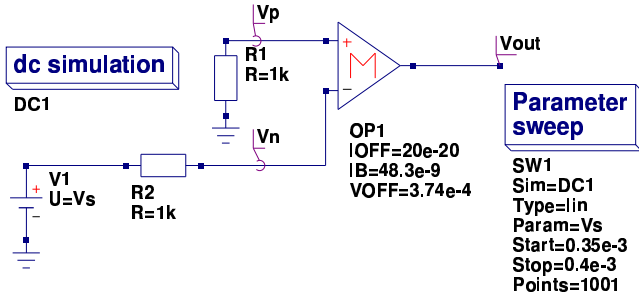 Vp
dc simulation
DC1
R1
R=1k
+
M
−
Vout
Vn
OP1
IOFF=20e-20
IB=48.3e-9
VOFF=3.74e-4
V1
U=Vs
+
−
R2
R=1k
Parameter
sweep
SW1
Sim=DC1
Type=lin
Param=Vs
Start=0.35e-3
Stop=0.4e-3
Points=1001